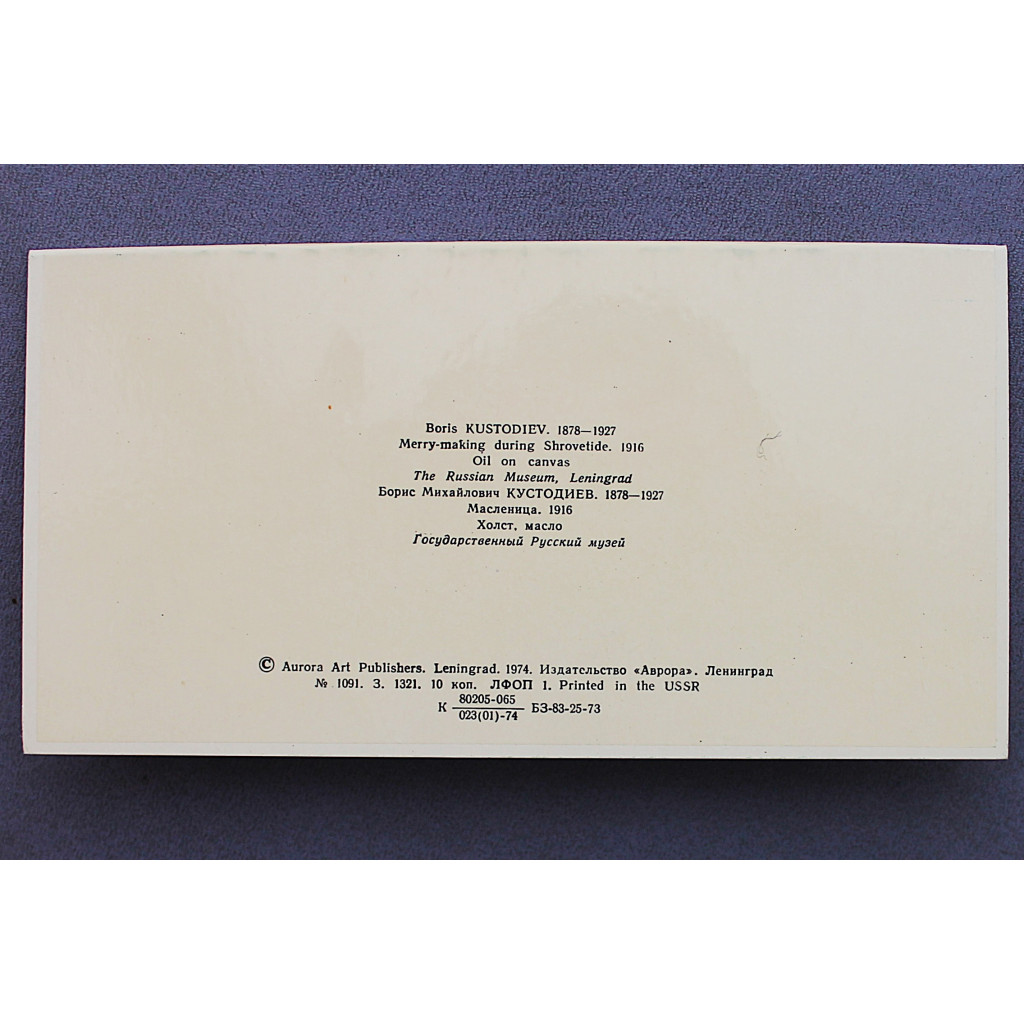 Boris KUSTODIEV. 1878—1927
Merry-making during Shrovetide. 1916
Oil on canvas
The Russian Museum, Leningrad
Борис Михайлович КУСТОДИЕВ. 1878—1927
Масленица. 1916
Холст, масло
Государственный Русский музей
© Aurora Art Publishers. Leningrad. 1974. Издательство «Аврора». Ленинград
№ 1091. З. 1321. 10 коп. ЛФОП 1. Printed in the USSR
К 80205-065 / 023(01)-74 БЗ-83-25-73